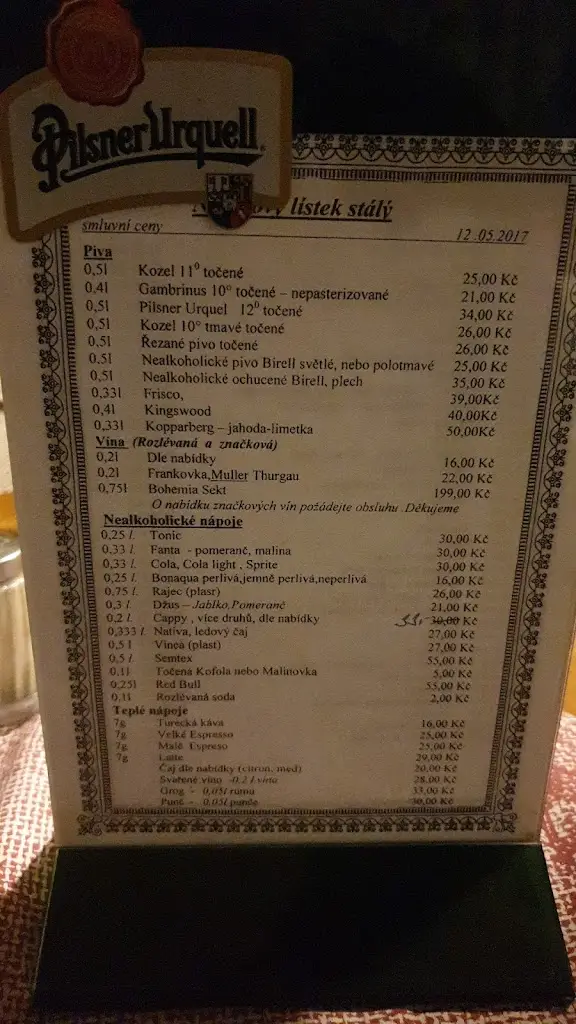 Pilsner Urquell
lístek stálý
smluvní ceny 12.05.2017
Piva
0,5l Kozel 11⁰ točené 25,00 Kč
0,4l Gambrinus 10° točené – nepasterizované 21,00 Kč
0,5l Pilsner Urquel 12⁰ točené 34,00 Kč
0,5l Kozel 10° tmavé točené 26,00 Kč
0,5l Řezané pivo točené 26,00 Kč
0,5l Nealkoholické pivo Birell světlé, nebo polotmavé 25,00 Kč
0,5l Nealkoholické ochucené Birell, plech 35,00 Kč
0,33l Frisco, 39,00Kč
0,4l Kingswood 40,00Kč
0,33l Kopparberg – jahoda-limetka 50,00Kč
Vína (Rozlévaná a značková)
0,2l Dle nabídky 16,00 Kč
0,2l Frankovka,Muller Thurgau 22,00 Kč
0,75l Bohemia Sekt 199,00 Kč
O nabídku značkových vín požádejte obsluhu .Děkujeme
Nealkoholické nápoje
0,25 l. Tonic 30,00 Kč
0,33 l. Fanta - pomeranč, malina 30,00 Kč
0,33 l. Cola, Cola light , Sprite 30,00 Kč
0,25 l. Bonaqua perlivá,jemně perlivá,neperlivá 16,00 Kč
0,75 l. Rajec (plast) 26,00 Kč
0,3 l. Džus – Jablko,Pomeranč 21,00 Kč
0,2 l. Cappy , více druhů, dle nabídky 33,- 30,00 Kč
0,333 l. Nativa, ledový čaj 27,00 Kč
0,5 l Vinea (plast) 27,00 Kč
0,5 l. Semtex 55,00 Kč
0,1l Točená Kofola nebo Malinovka 5,00 Kč
0,25l Red Bull 55,00 Kč
0,1l Rozlévaná soda 2,00 Kč
Teplé nápoje
7g Turecká káva 16,00 Kč
7g Velké Espresso 25,00 Kč
7g Malé Espreso 25,00 Kč
7g Latte 29,00 Kč
Čaj dle nabídky (citron, med) 20,00 Kč
Svařené víno -0,2 l vína 28,00 Kč
Grog - 0,05l rumu 33,00 Kč
Punč - 0,05l punče 30,00 Kč